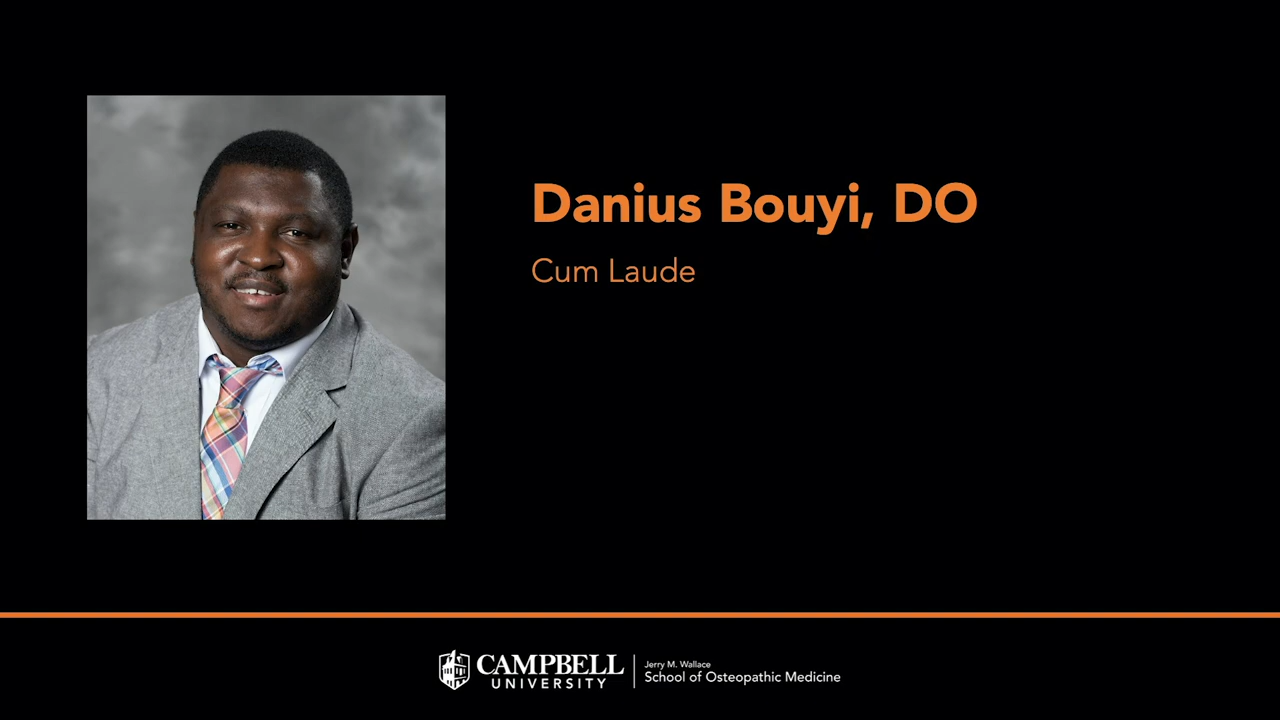 Danius Bouyi, DO
Cum Laude
CAMPBELL
UNIVERSITY
Jerry M. Wallace
School of Osteopathic Medicine